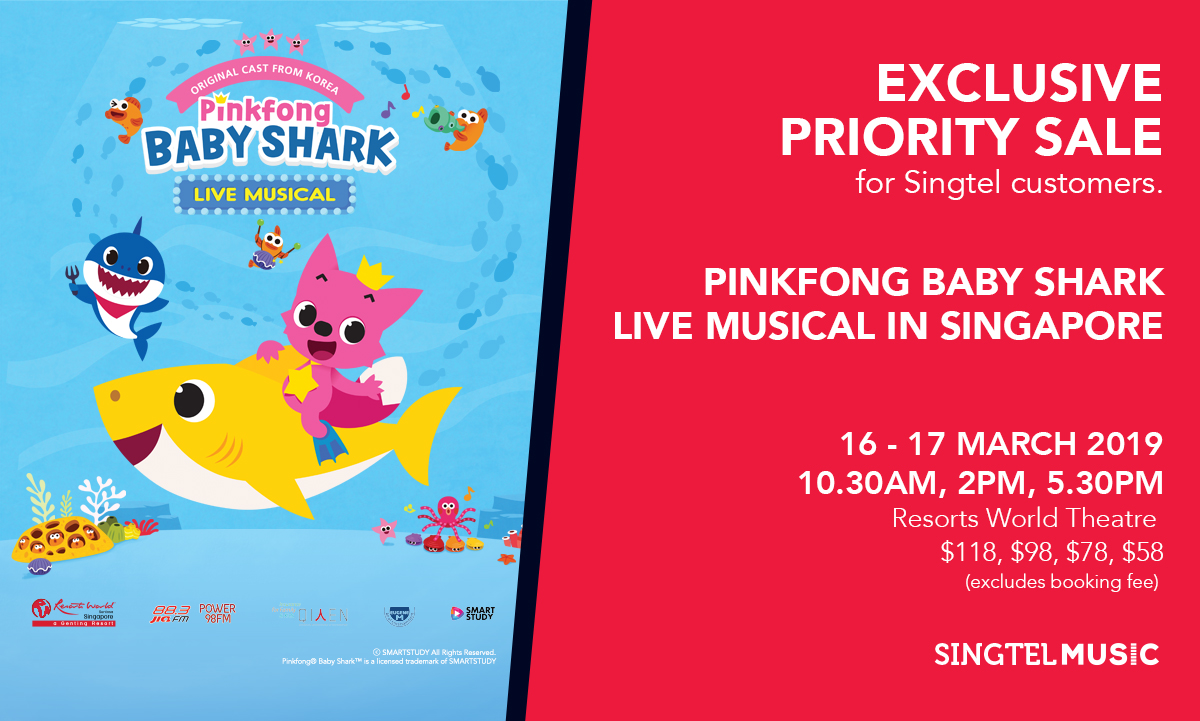 ORIGINAL CAST FROM KOREA
Pinkfong
BABY SHARK
LIVE MUSICAL
Resorts World
Sentosa
Singapore
a Genting Resort
88.3
jia FM
POWER
98FM
EUGENE
M
SMART
STUDY
© SMARTSTUDY All Rights Reserved.
Pinkfong® Baby Shark™ is a licensed trademark of SMARTSTUDY
EXCLUSIVE
PRIORITY SALE
for Singtel customers.
PINKFONG BABY SHARK
LIVE MUSICAL IN SINGAPORE
16 - 17 MARCH 2019
10.30AM, 2PM, 5.30PM
Resorts World Theatre
$118, $98, $78, $58
(excludes booking fee)
SINGTEL MUSIC